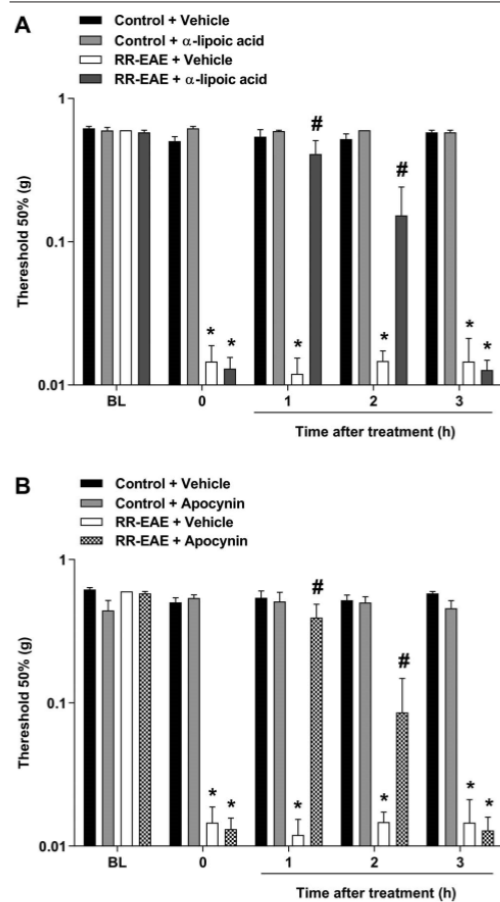 A
Control + Vehicle
Control + α-lipoic acid
RR-EAE + Vehicle
RR-EAE + α-lipoic acid
Thereshold 50% (g)
1
0.1
0.01
#
#
* * * * * *
BL 0 1 2 3
Time after treatment (h)
B
Control + Vehicle
Control + Apocynin
RR-EAE + Vehicle
RR-EAE + Apocynin
Thereshold 50% (g)
1
0.1
0.01
#
#
* * * * * *
BL 0 1 2 3
Time after treatment (h)